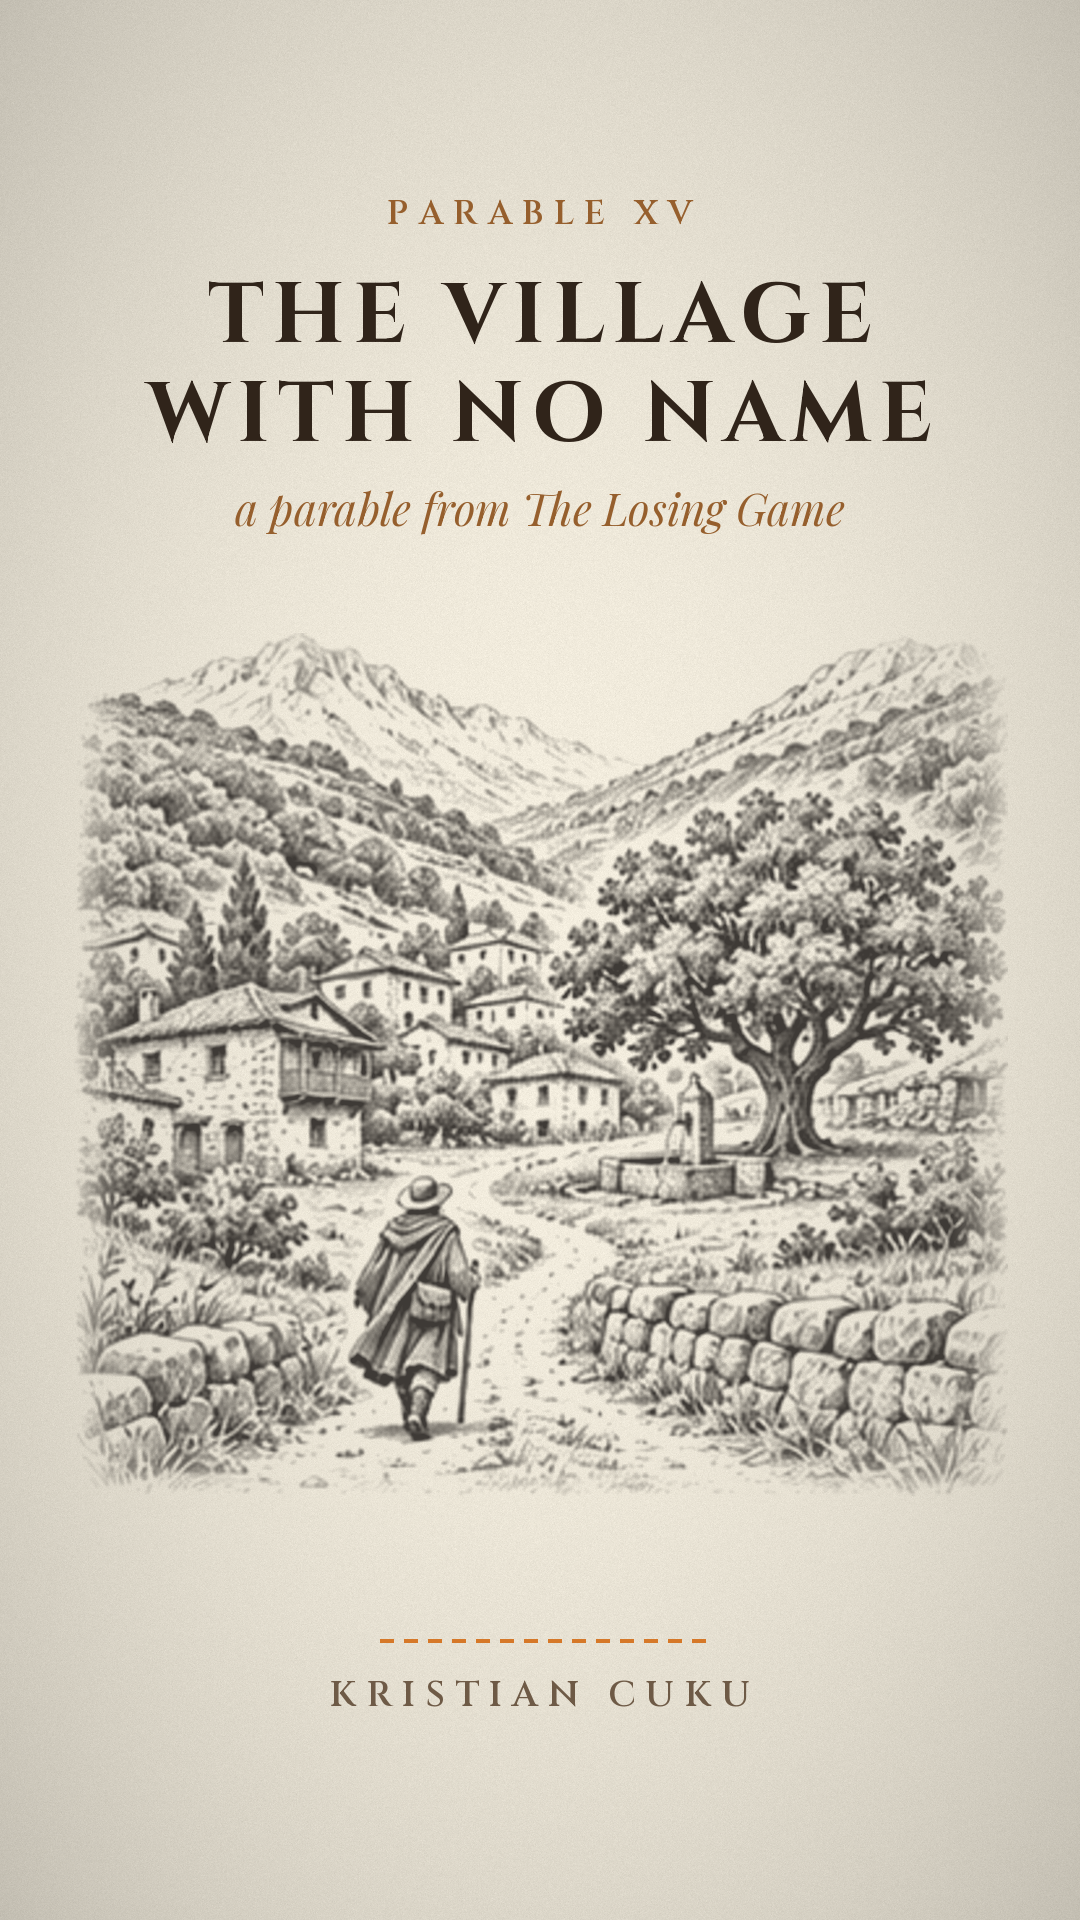 PARABLE XV
THE VILLAGE
WITH NO NAME
a parable from The Losing Game
KRISTIAN CUKU